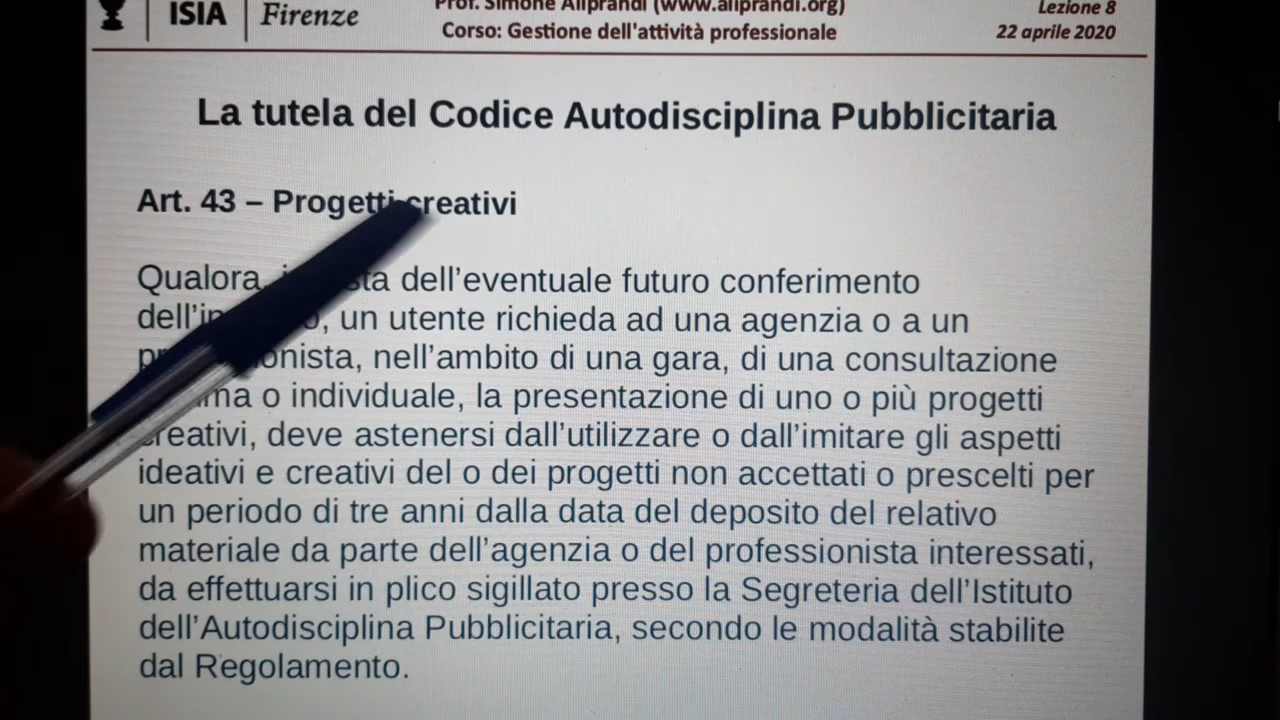 ISIA Firenze
Prof. Simone Aliprandi (www.aliprandi.org)
Corso: Gestione dell'attività professionale
Lezione 8
22 aprile 2020
La tutela del Codice Autodisciplina Pubblicitaria
Art. 43 – Progetti creativi
Qualora, dell’eventuale futuro conferimento
un utente richieda ad una agenzia o a un
nell’ambito di una gara, di una consultazione
o individuale, la presentazione di uno o più progetti
creativi, deve astenersi dall’utilizzare o dall’imitare gli aspetti
ideativi e creativi del o dei progetti non accettati o prescelti per
un periodo di tre anni dalla data del deposito del relativo
materiale da parte dell’agenzia o del professionista interessati,
da effettuarsi in plico sigillato presso la Segreteria dell’Istituto
dell’Autodisciplina Pubblicitaria, secondo le modalità stabilite
dal Regolamento.